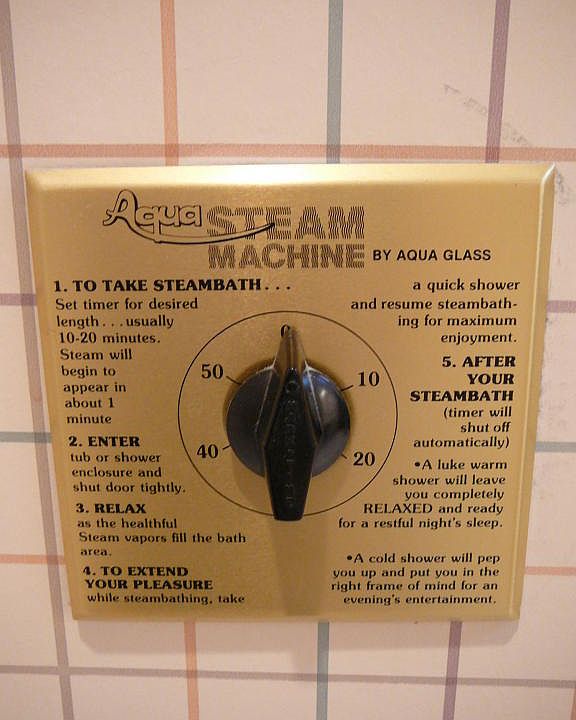 Aqua STEAM
MACHINE BY AQUA GLASS
1. TO TAKE STEAMBATH...
Set timer for desired
length...usually
10-20 minutes.
Steam will
begin to
appear in
about 1
minute
2. ENTER
tub or shower
enclosure and
shut door tightly.
3. RELAX
as the healthful
Steam vapors fill the bath
area.
4. TO EXTEND
YOUR PLEASURE
while steambathing, take
a quick shower
and resume steambath-
ing for maximum
enjoyment.
5. AFTER
YOUR
STEAMBATH
(timer will
shut off
automatically)
•A luke warm
shower will leave
you completely
RELAXED and ready
for a restful night's sleep.
•A cold shower will pep
you up and put you in the
right frame of mind for an
evening's entertainment.
0
10
20
40
50